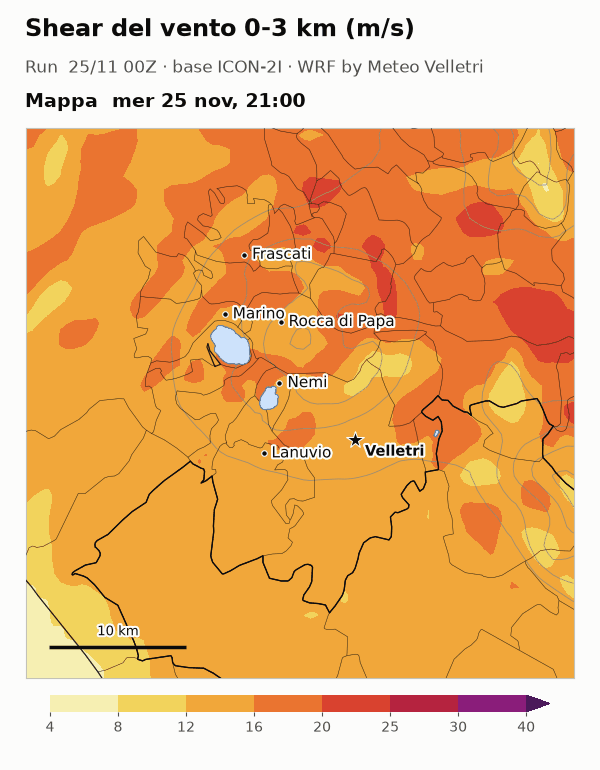 Shear del vento 0-3 km (m/s)
Run  25/11 00Z · base ICON-2I · WRF by Meteo Velletri
Mappa  mer 25 nov, 21:00
Frascati
Marino
Rocca di Papa
Nemi
Velletri
Lanuvio
10 km
4 8 12 16 20 25 30 40